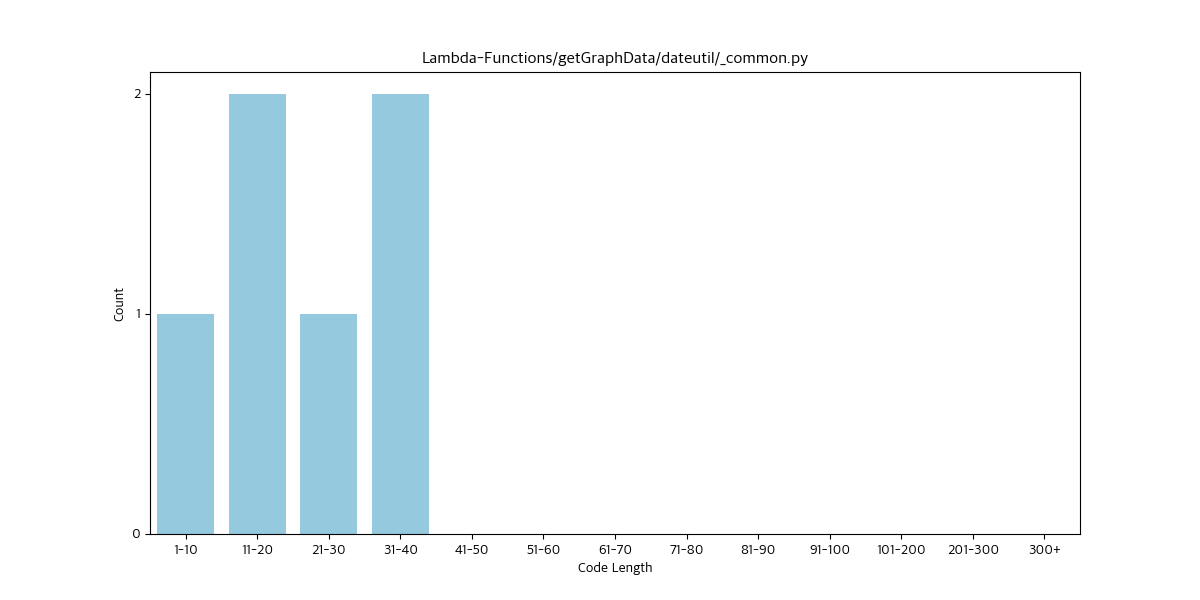 Lambda-Functions/getGraphData/dateutil/_common.py
2
1
0
Count
1-10 11-20 21-30 31-40 41-50 51-60 61-70 71-80 81-90 91-100 101-200 201-300 300+
Code Length